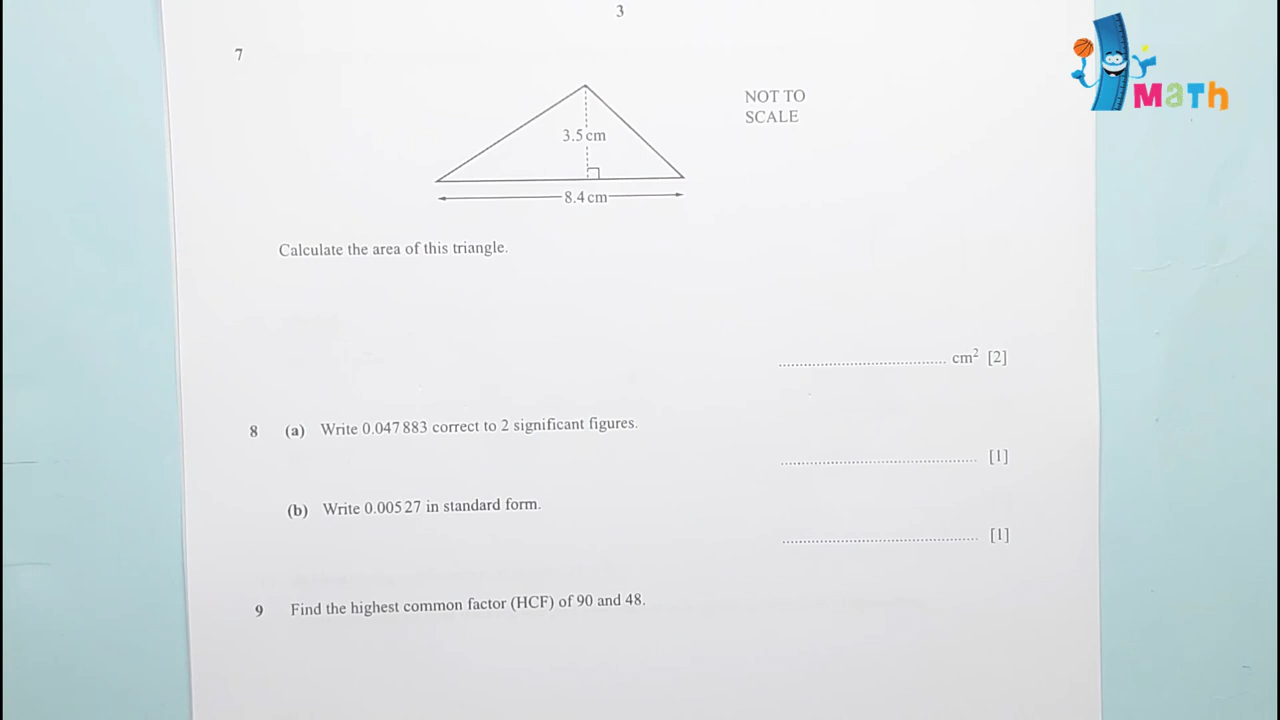 3
7
NOT TO
SCALE
3.5 cm
8.4 cm
Calculate the area of this triangle.
.......................................... cm² [2]
8 (a) Write 0.047 883 correct to 2 significant figures.
................................................. [1]
(b) Write 0.005 27 in standard form.
................................................. [1]
9 Find the highest common factor (HCF) of 90 and 48.
MaTh